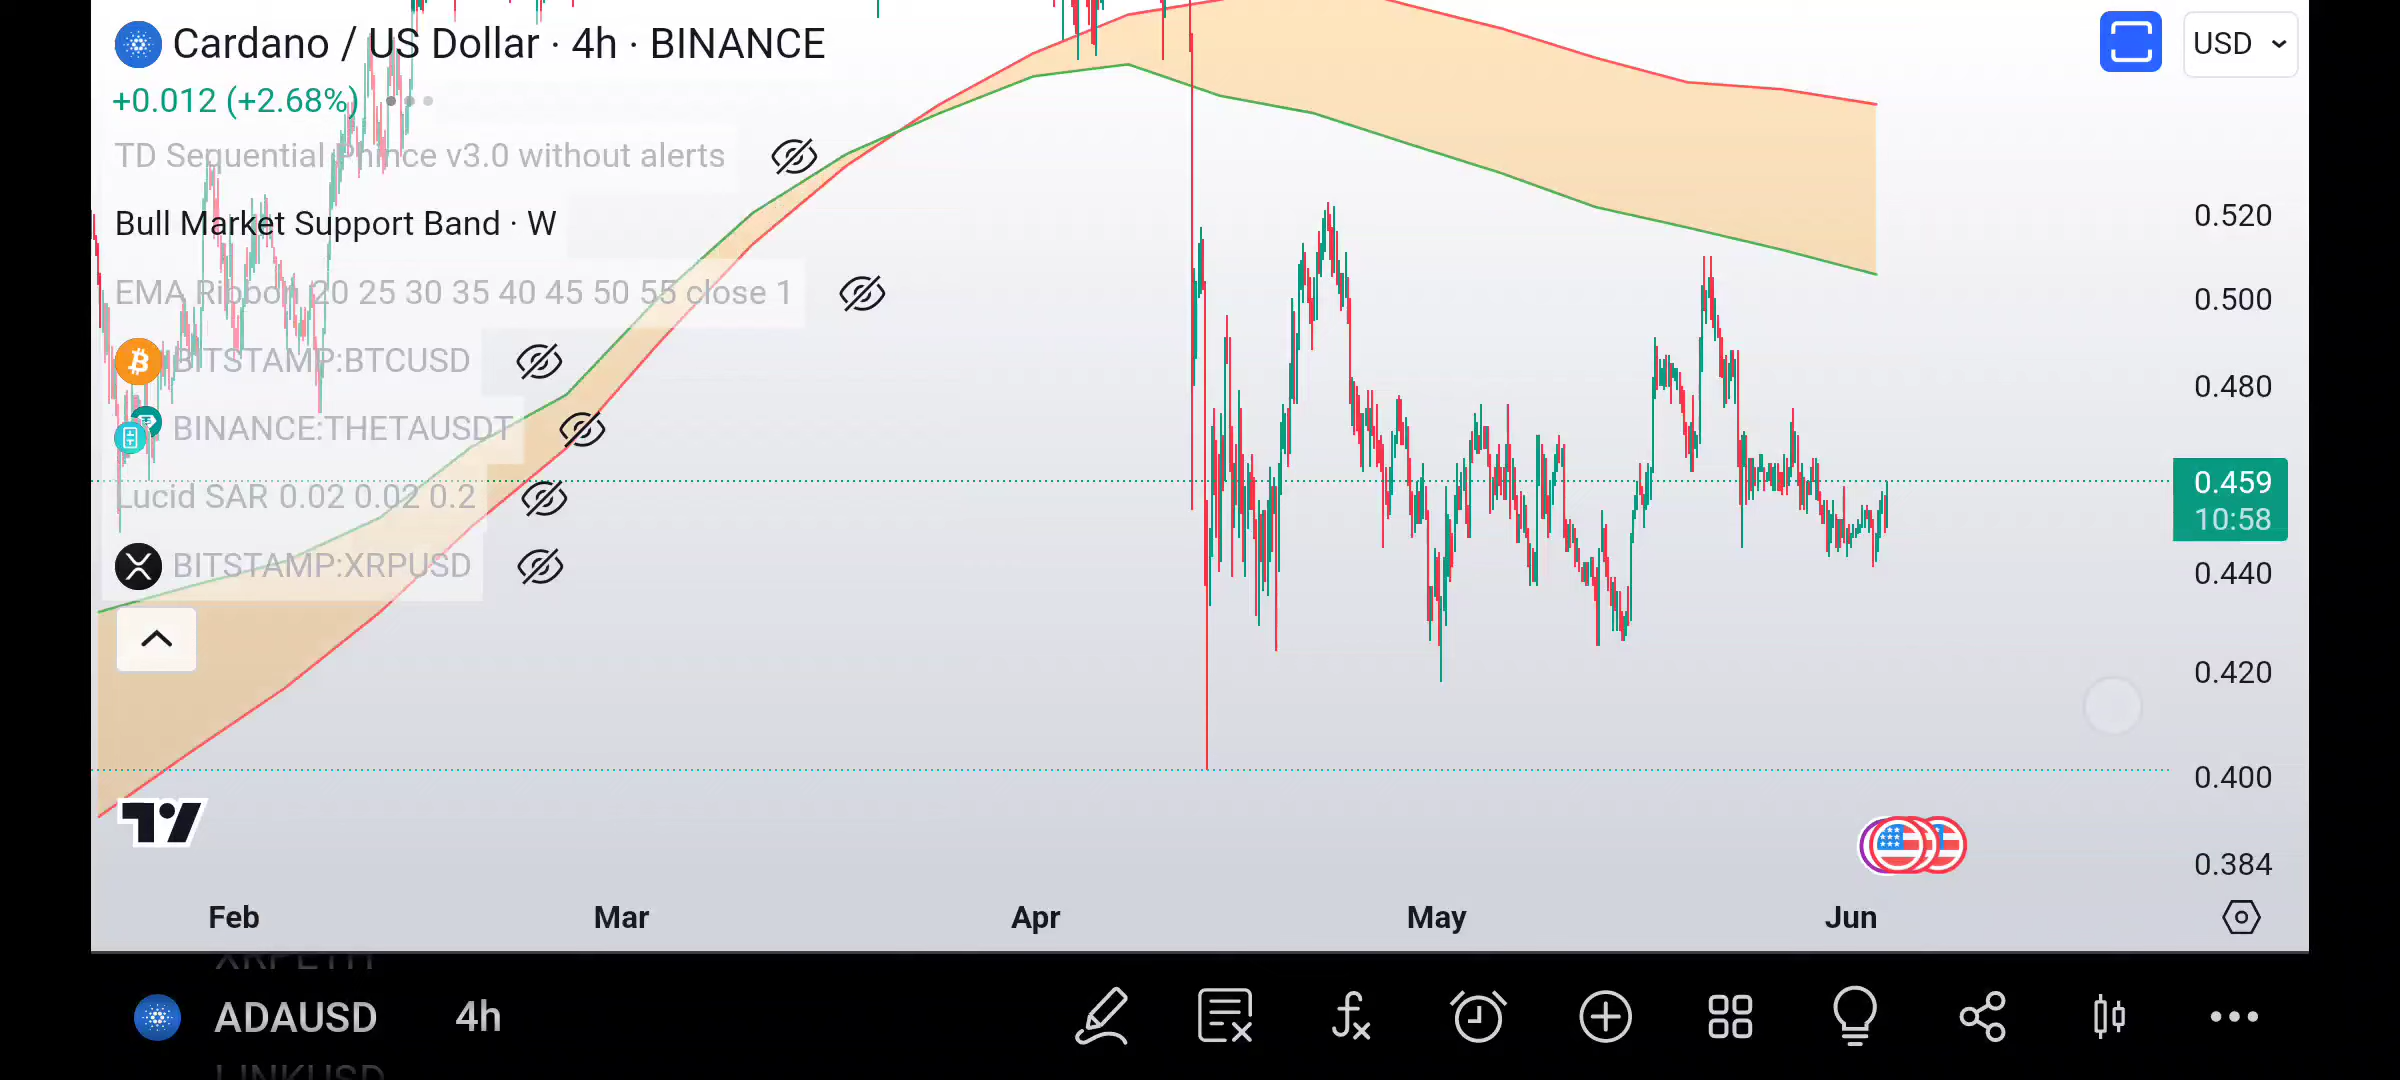 Cardano / US Dollar · 4h · BINANCE
USD
+0.012 (+2.68%)
TD Sequential Phince v3.0 without alerts
Bull Market Support Band · W
EMA Ribbon 20 25 30 35 40 45 50 55 close 1
BITSTAMP:BTCUSD
BINANCE:THETAUSDT
Lucid SAR 0.02 0.02 0.2
BITSTAMP:XRPUSD
0.520
0.500
0.480
0.459
10:58
0.440
0.420
0.400
0.384
Feb Mar Apr May Jun
XRPETH
ADAUSD 4h
LINKUSD